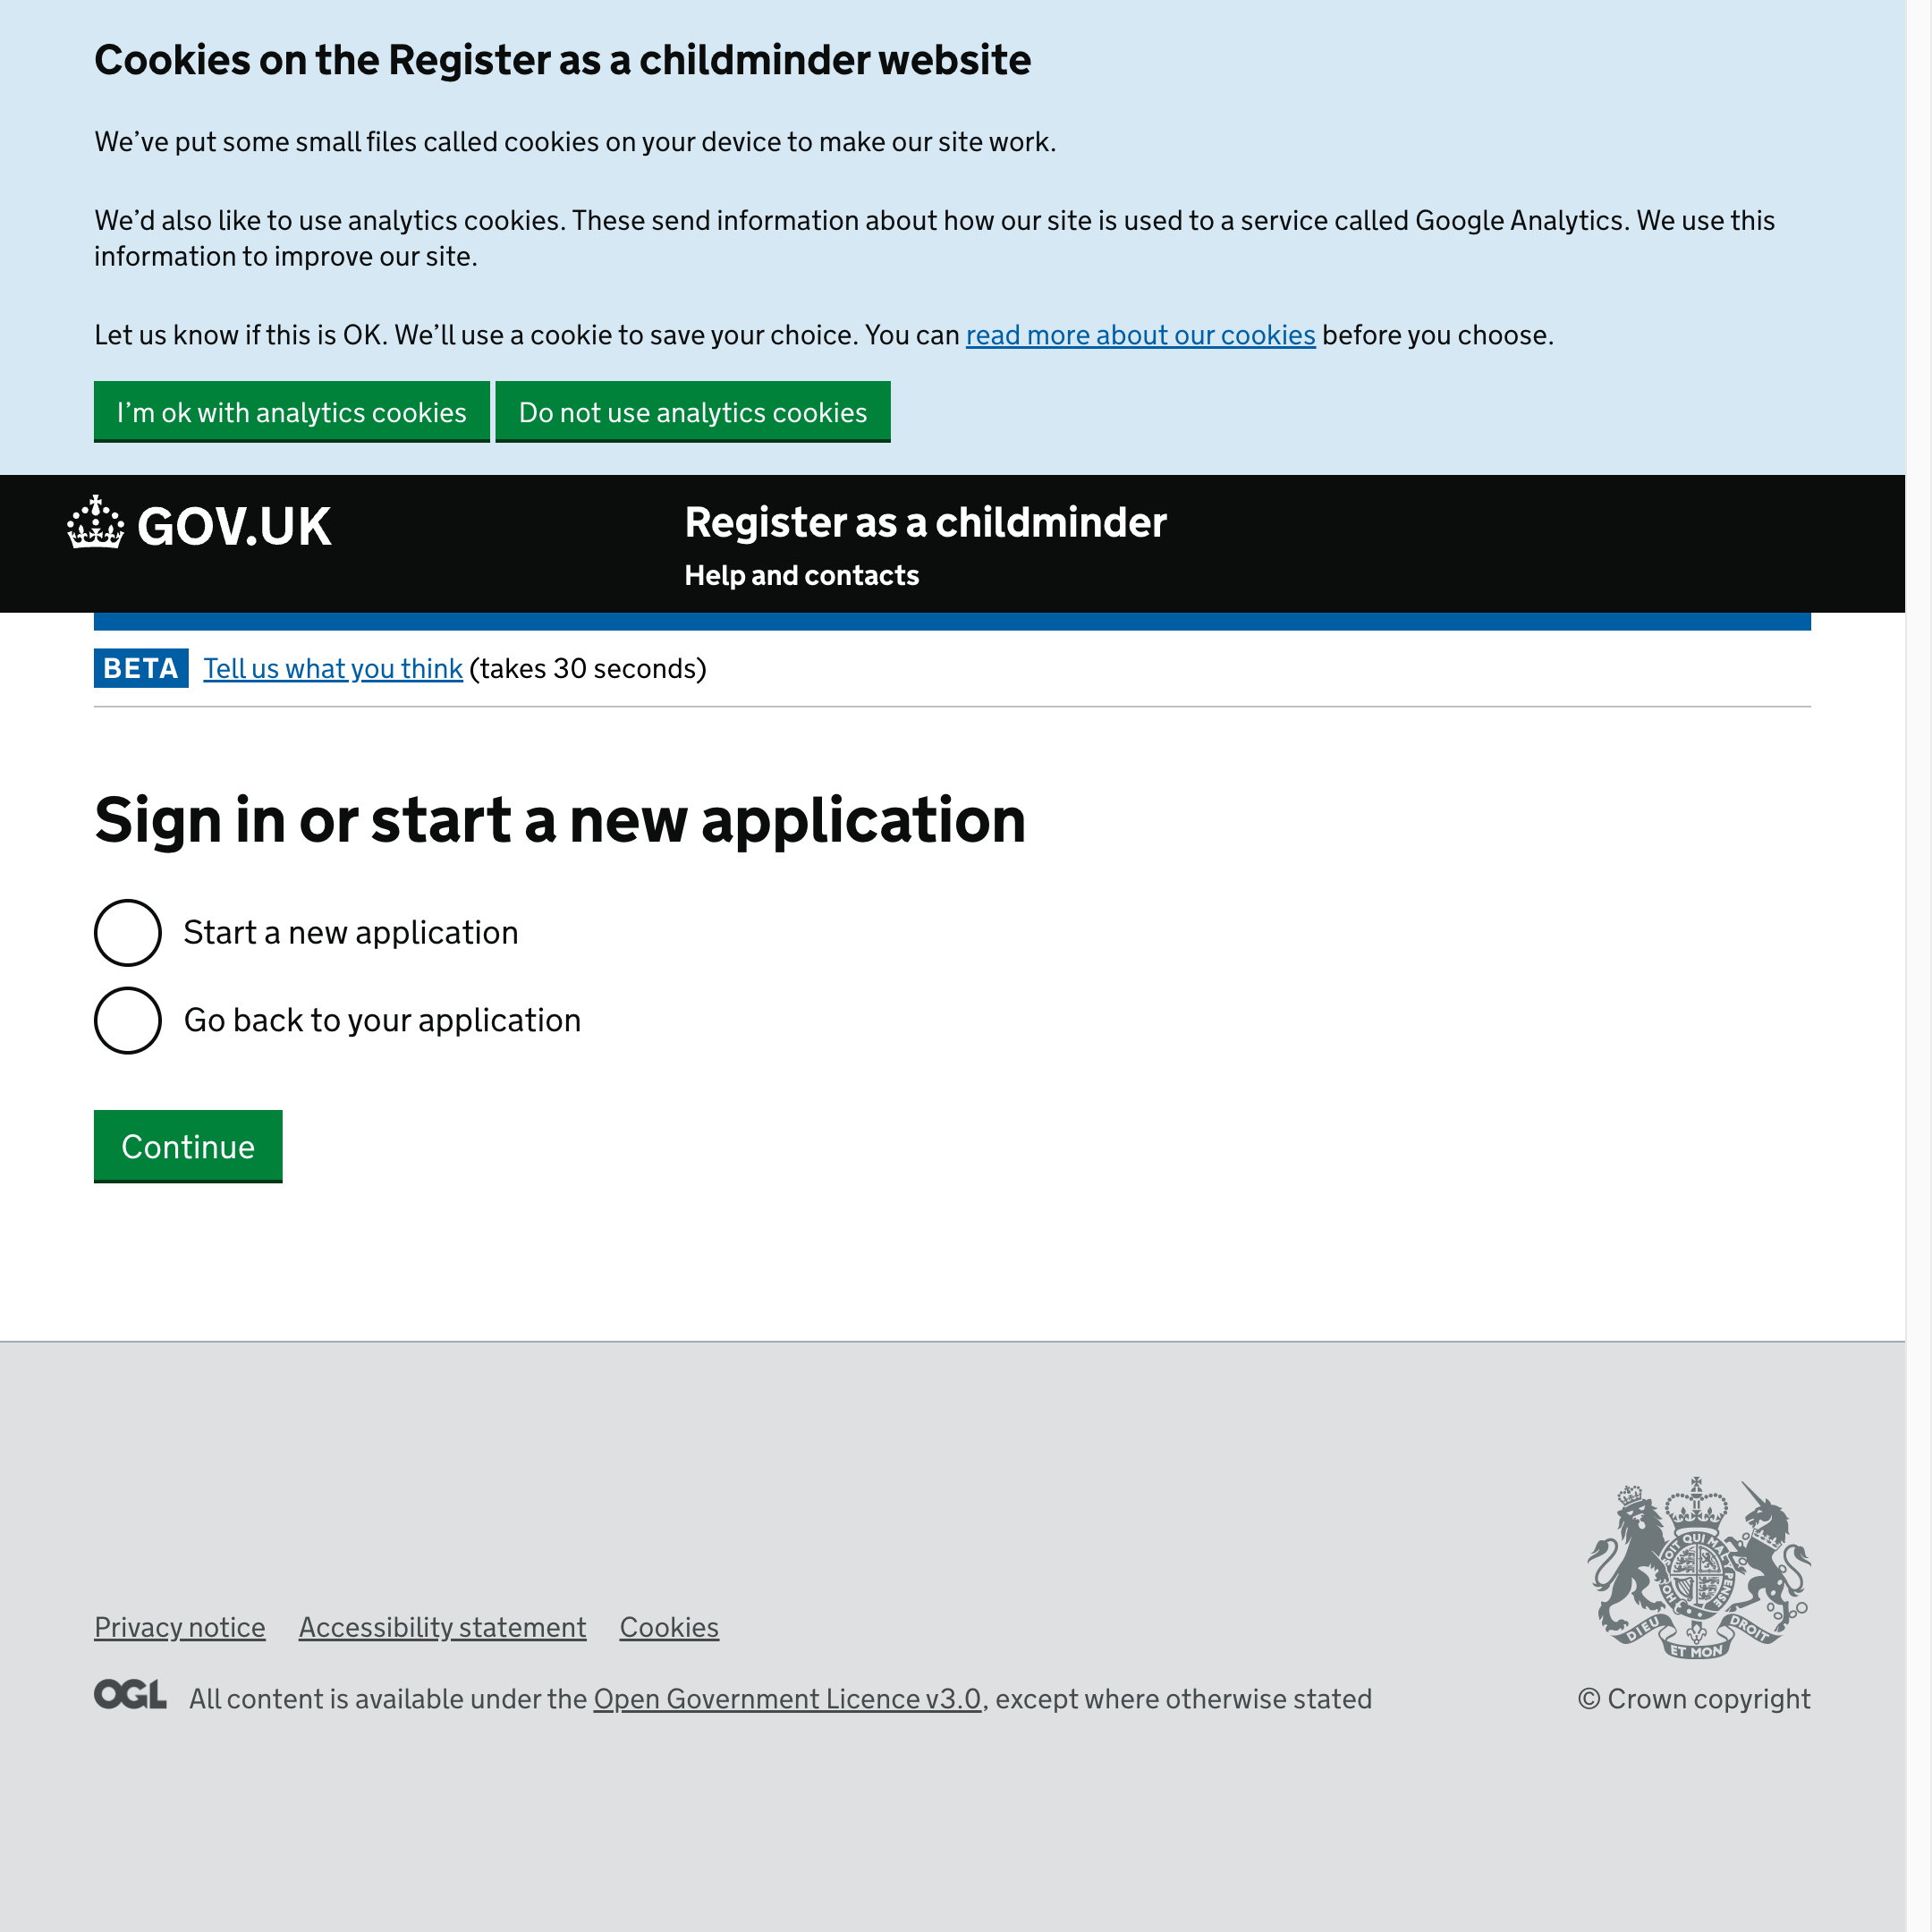 Cookies on the Register as a childminder website
We’ve put some small files called cookies on your device to make our site work.
We’d also like to use analytics cookies. These send information about how our site is used to a service called Google Analytics. We use this
information to improve our site.
Let us know if this is OK. We’ll use a cookie to save your choice. You can read more about our cookies before you choose.
I’m ok with analytics cookies
Do not use analytics cookies
GOV.UK
Register as a childminder
Help and contacts
BETA Tell us what you think (takes 30 seconds)
Sign in or start a new application
Start a new application
Go back to your application
Continue
SOIT QUI MAL
PENSE
HON
DIEU
ET MON
DROIT
Privacy notice Accessibility statement Cookies
OGL All content is available under the Open Government Licence v3.0, except where otherwise stated
© Crown copyright